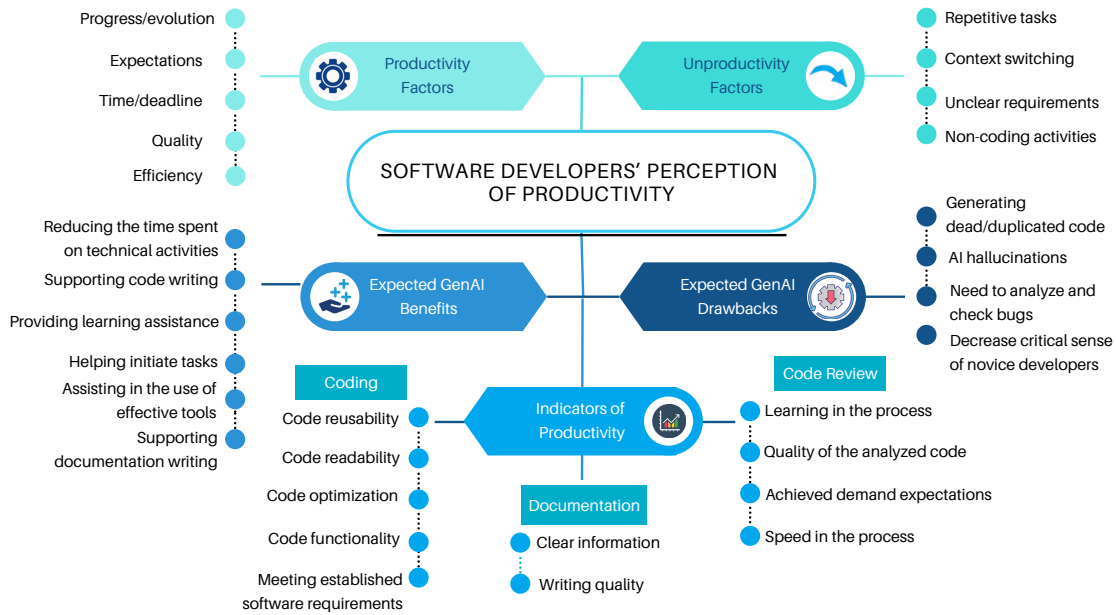 Progress/evolution
Expectations
Time/deadline
Quality
Efficiency
Productivity
Factors
Unproductivity
Factors
Repetitive tasks
Context switching
Unclear requirements
Non-coding activities
SOFTWARE DEVELOPERS’ PERCEPTION
OF PRODUCTIVITY
Reducing the time spent
on technical activities
Supporting code writing
Providing learning assistance
Helping initiate tasks
Assisting in the use of
effective tools
Supporting
documentation writing
Expected GenAI
Benefits
Expected GenAI
Drawbacks
Generating
dead/duplicated code
AI hallucinations
Need to analyze and
check bugs
Decrease critical sense
of novice developers
Coding
Code reusability
Code readability
Code optimization
Code functionality
Meeting established
software requirements
Indicators of
Productivity
Documentation
Clear information
Writing quality
Code Review
Learning in the process
Quality of the analyzed code
Achieved demand expectations
Speed in the process